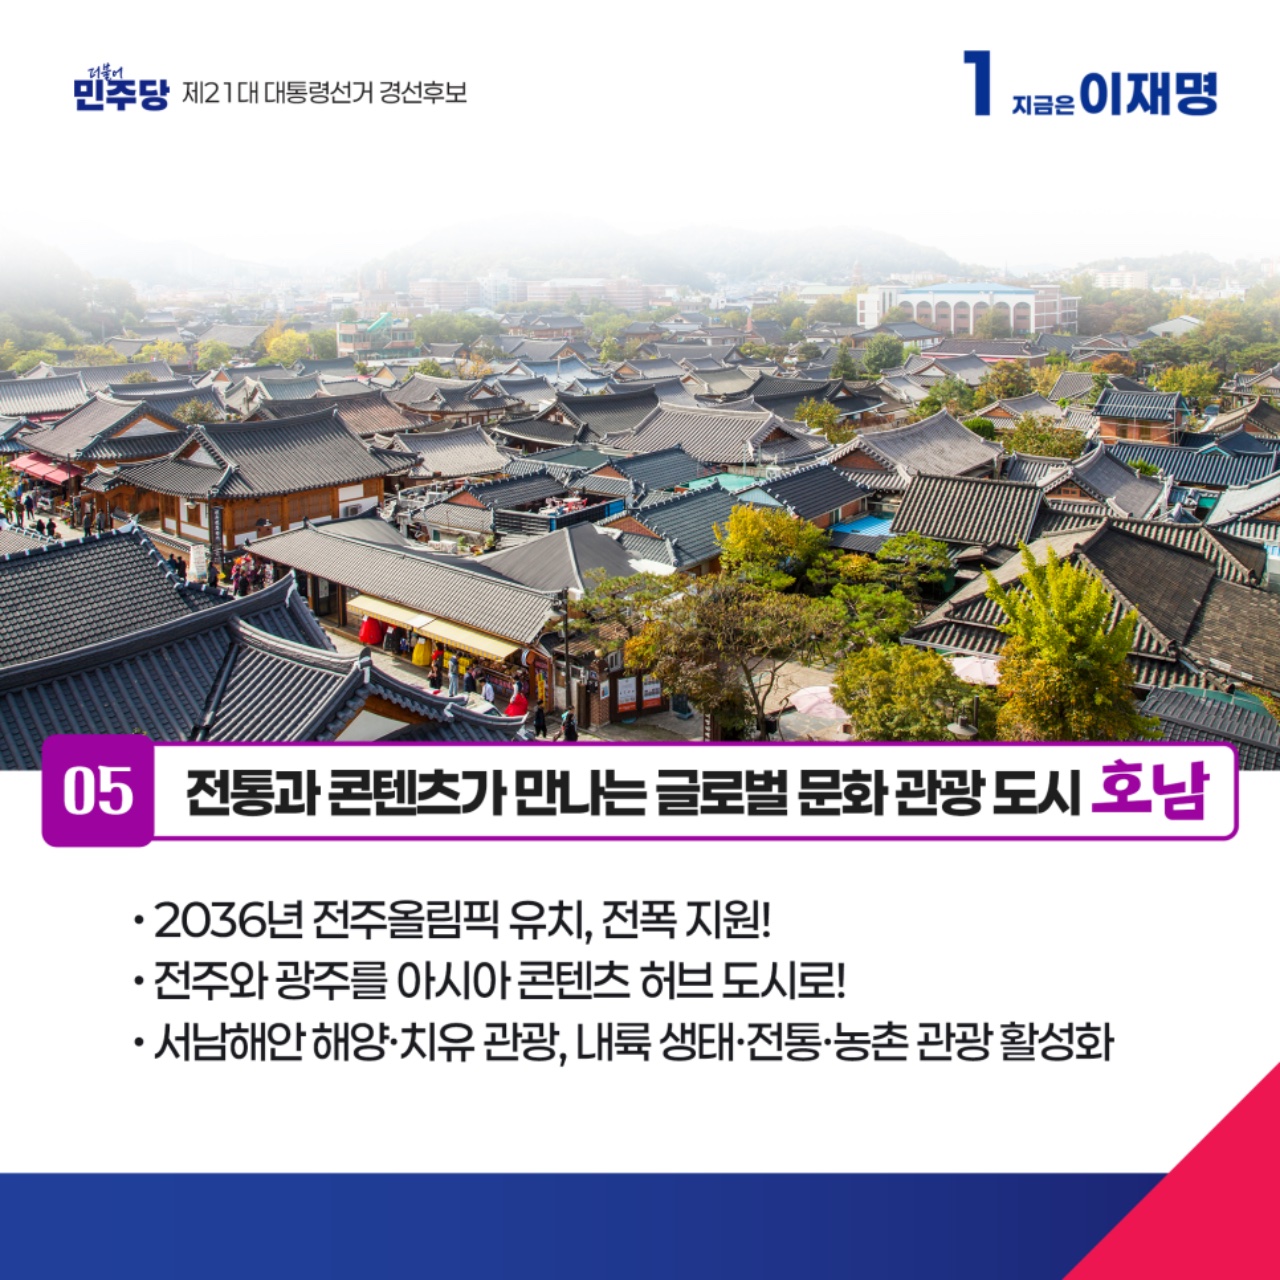 더불어
민주당 제21대 대통령선거 경선후보
1 지금은 이재명
05 전통과 콘텐츠가 만나는 글로벌 문화 관광 도시 호남
• 2036년 전주올림픽 유치, 전폭 지원!
• 전주와 광주를 아시아 콘텐츠 허브 도시로!
• 서남해안 해양·치유 관광, 내륙 생태·전통·농촌 관광 활성화